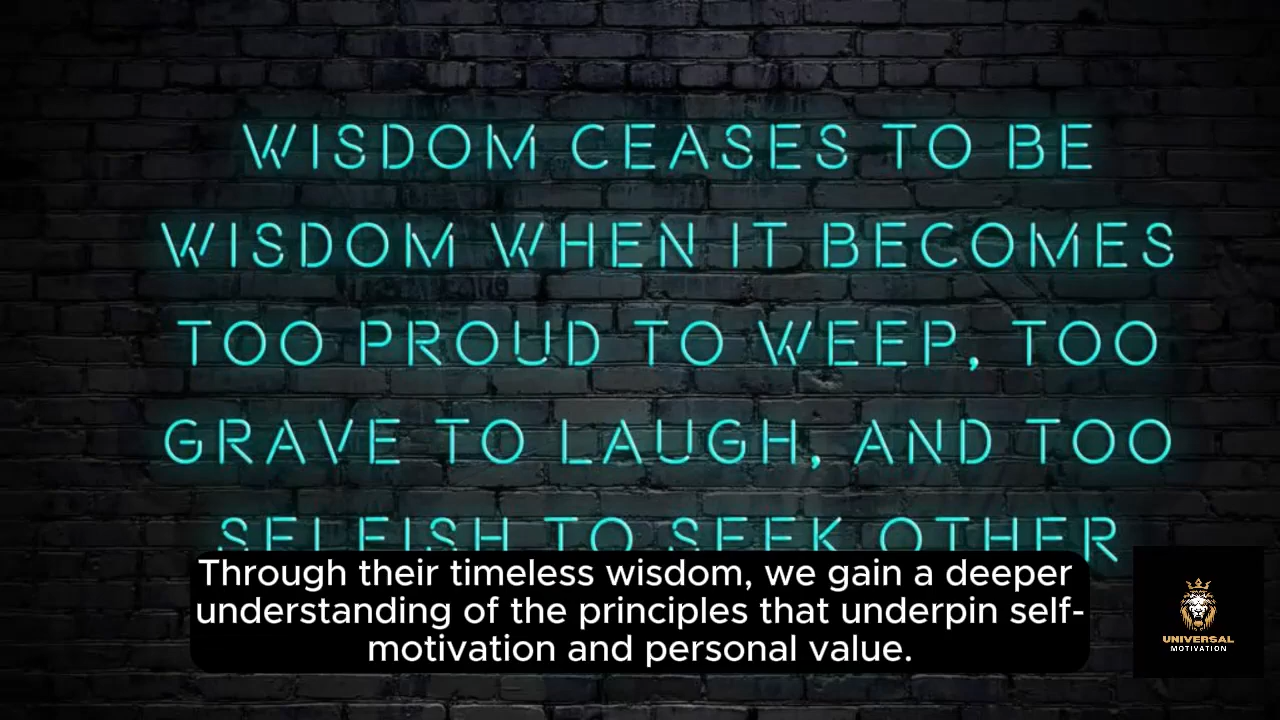 WISDOM CEASES TO BE
WISDOM WHEN IT BECOMES
TOO PROUD TO WEEP, TOO
GRAVE TO LAUGH, AND TOO
SELFISH TO SEEK OTHER
Through their timeless wisdom, we gain a deeper
understanding of the principles that underpin self-
motivation and personal value.
UNIVERSAL
MOTIVATION